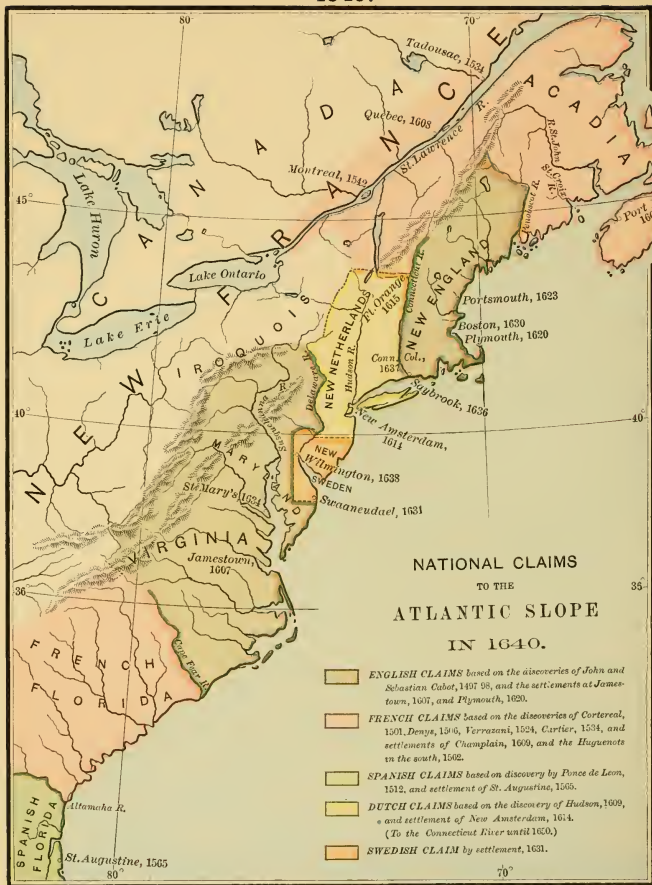 80°
70°
Tadousac, 1534
ACADIA
CANADA
Quebec, 1608
St. Lawrence R.
R. St. John
St. Croix R.
Montreal, 1542
NEW FRANCE
45°
Lake Huron
Penobscot R.
Port
Lake Ontario
Lake Erie
IROQUOIS
Ft. Orange
1615
Connecticut R.
NEW ENGLAND
Portsmouth, 1623
Boston, 1630
Plymouth, 1620
NEW NETHERLANDS
Hudson R.
Conn. Col.,
1637
Saybrook, 1636
Delaware R.
40°
40°
New Amsterdam,
1614
Susquehanna R.
MARYLAND
NEW
Wilmington, 1638
SWEDEN
St. Mary's 1634
Swaaneudael, 1631
VIRGINIA
Jamestown,
1607
NATIONAL CLAIMS
TO THE
ATLANTIC SLOPE
IN 1640.
35°
FRENCH
FLORIDA
Cape Fear R.
ENGLISH CLAIMS based on the discoveries of John and
Sebastian Cabot, 1497 98, and the settlements at James-
town, 1607, and Plymouth, 1620.
FRENCH CLAIMS based on the discoveries of Cortereal,
1501, Denys, 1506, Verrazani, 1524, Cartier, 1534, and
settlements of Champlain, 1609, and the Huguenots
in the south, 1562.
SPANISH CLAIMS based on discovery by Ponce de Leon,
1512, and settlement of St. Augustine, 1565.
DUTCH CLAIMS based on the discovery of Hudson, 1609,
and settlement of New Amsterdam, 1614.
(To the Connecticut River until 1650.)
SWEDISH CLAIM by settlement, 1631.
Altamaha R.
SPANISH
FLORIDA
St. Augustine, 1565
80°
70°